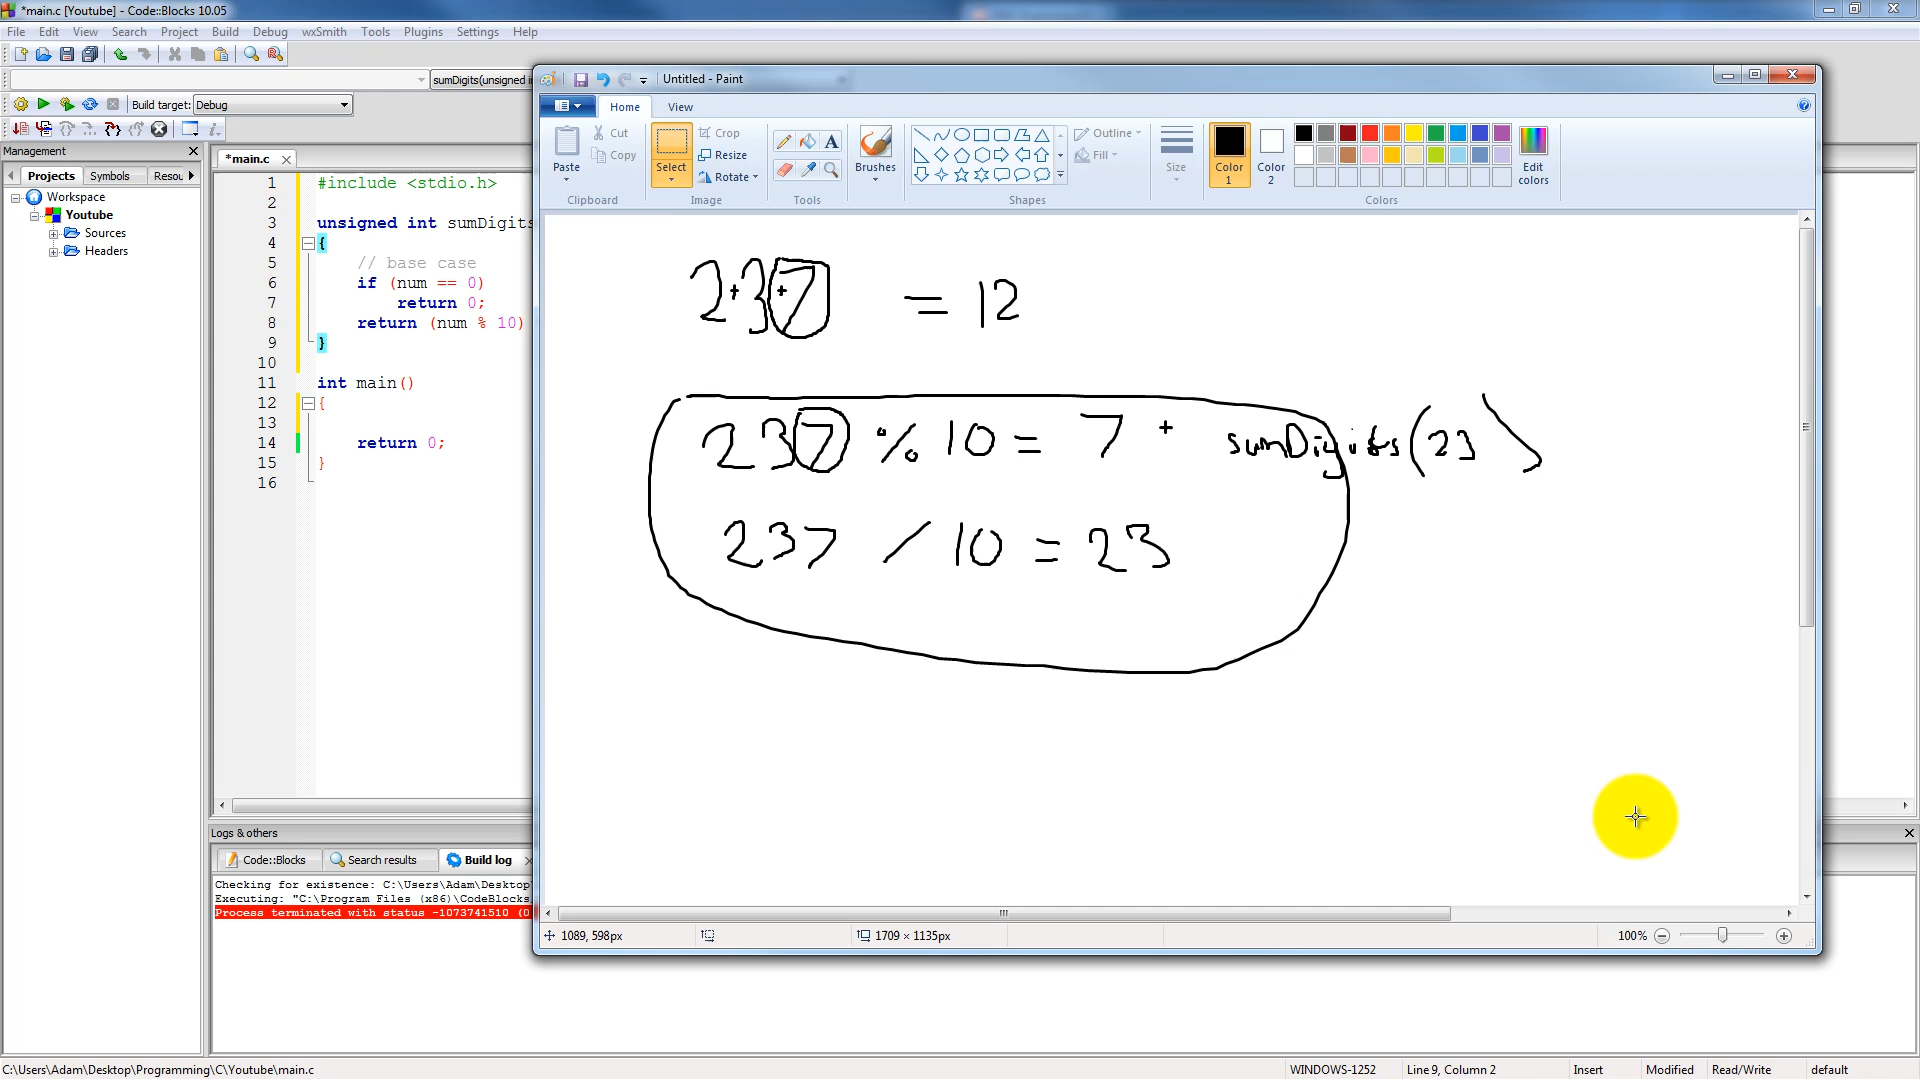 *main.c [Youtube] - Code::Blocks 10.05
File Edit View Search Project Build Debug wxSmith Tools Plugins Settings Help
sumDigits(unsigned i
Build target: Debug
Management
Projects Symbols Resou
Workspace
Youtube
Sources
Headers
*main.c
1 #include <stdio.h>
2
3 unsigned int sumDigits
4 {
5 // base case
6 if (num == 0)
7 return 0;
8 return (num % 10)
9 }
10
11 int main()
12 {
13
14 return 0;
15 }
16
Untitled - Paint
Home View
Paste Cut Copy
Clipboard
Select Crop Resize Rotate
Image
A
Tools
Brushes
Outline Fill
Shapes
Size
Color 1
Color 2
Edit colors
Colors
2+3+7 = 12
237 % 10 = 7 + sumDigits(23)
237 / 10 = 23
1089, 598px
1709 × 1135px
100%
Logs & others
Code::Blocks Search results Build log
Checking for existence: C:\Users\Adam\Desktop
Executing: "C:\Program Files (x86)\CodeBlocks
Process terminated with status -1073741510 (0
C:\Users\Adam\Desktop\Programming\C\Youtube\main.c
WINDOWS-1252
Line 9, Column 2
Insert
Modified
Read/Write
default